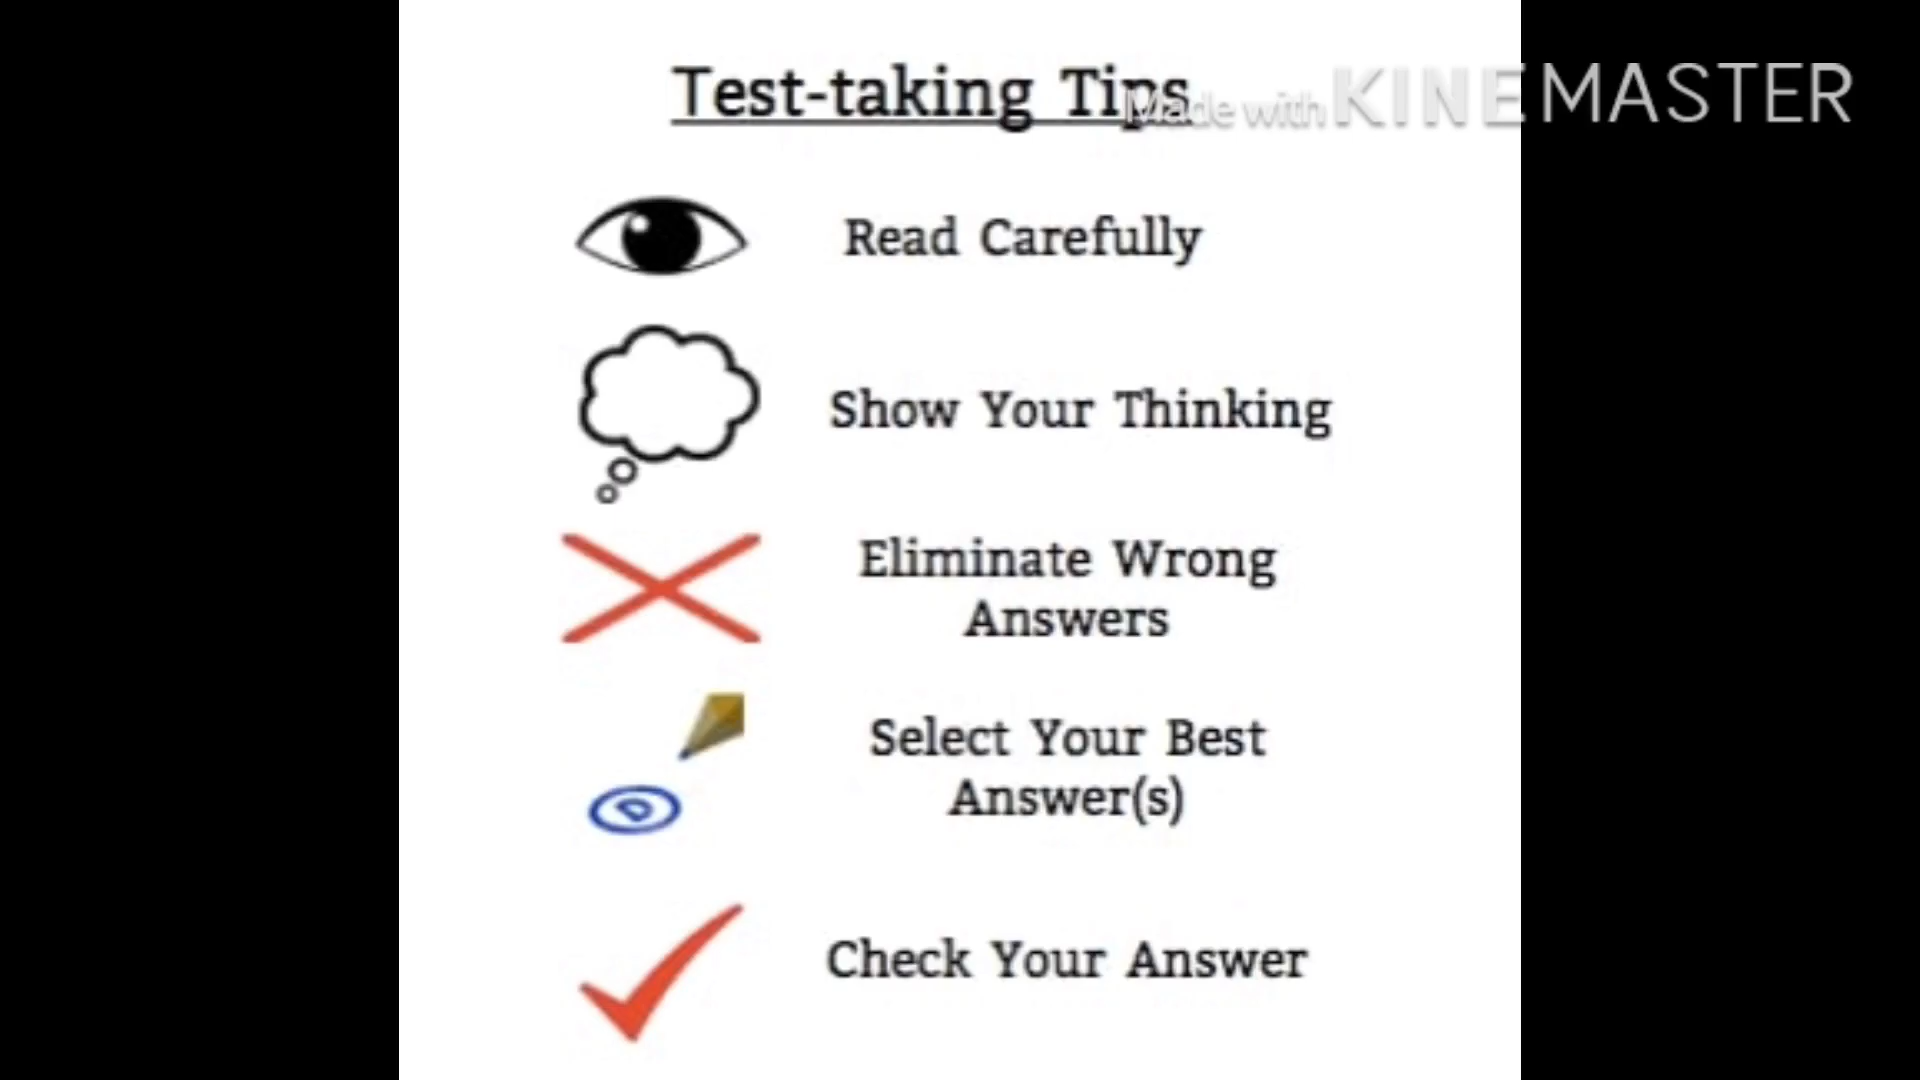 Test-taking Tips
Made with KINEMASTER
Read Carefully
Show Your Thinking
Eliminate Wrong
Answers
D
Select Your Best
Answer(s)
Check Your Answer